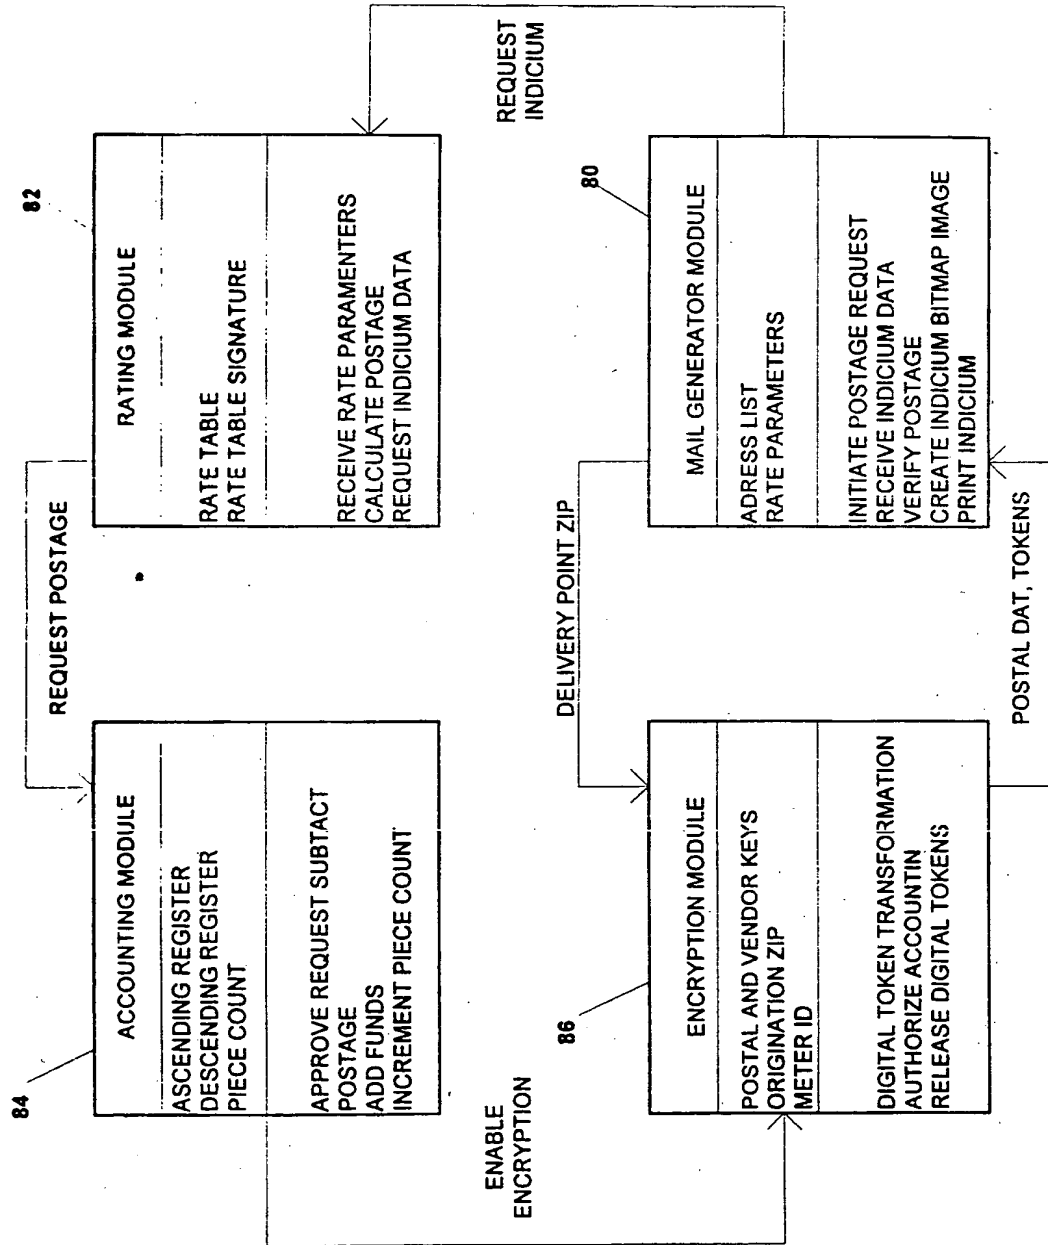 84
ACCOUNTING MODULE
ASCENDING REGISTER
DESCENDING REGISTER
PIECE COUNT
APPROVE REQUEST SUBTACT
POSTAGE
ADD FUNDS
INCREMENT PIECE COUNT
REQUEST POSTAGE
82
RATING MODULE
RATE TABLE
RATE TABLE SIGNATURE
RECEIVE RATE PARAMENTERS
CALCULATE POSTAGE
REQUEST INDICIUM DATA
ENABLE
ENCRYPTION
REQUEST
INDICIUM
86
ENCRYPTION MODULE
POSTAL AND VENDOR KEYS
ORIGINATION ZIP
METER ID
DIGITAL TOKEN TRANSFORMATION
AUTHORIZE ACCOUNTIN
RELEASE DIGITAL TOKENS
DELIVERY POINT ZIP
80
MAIL GENERATOR MODULE
ADRESS LIST
RATE PARAMETERS
INITIATE POSTAGE REQUEST
RECEIVE INDICIUM DATA
VERIFY POSTAGE
CREATE INDICIUM BITMAP IMAGE
PRINT INDICIUM
POSTAL DAT, TOKENS